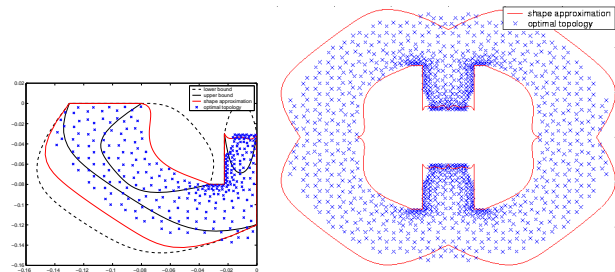 shape approximation
optimal topology
lower bound
upper bound
shape approximation
optimal topology
0.02
0
−0.02
−0.04
−0.06
−0.08
−0.1
−0.12
−0.14
−0.16
−0.16 −0.14 −0.12 −0.1 −0.08 −0.06 −0.04 −0.02 0